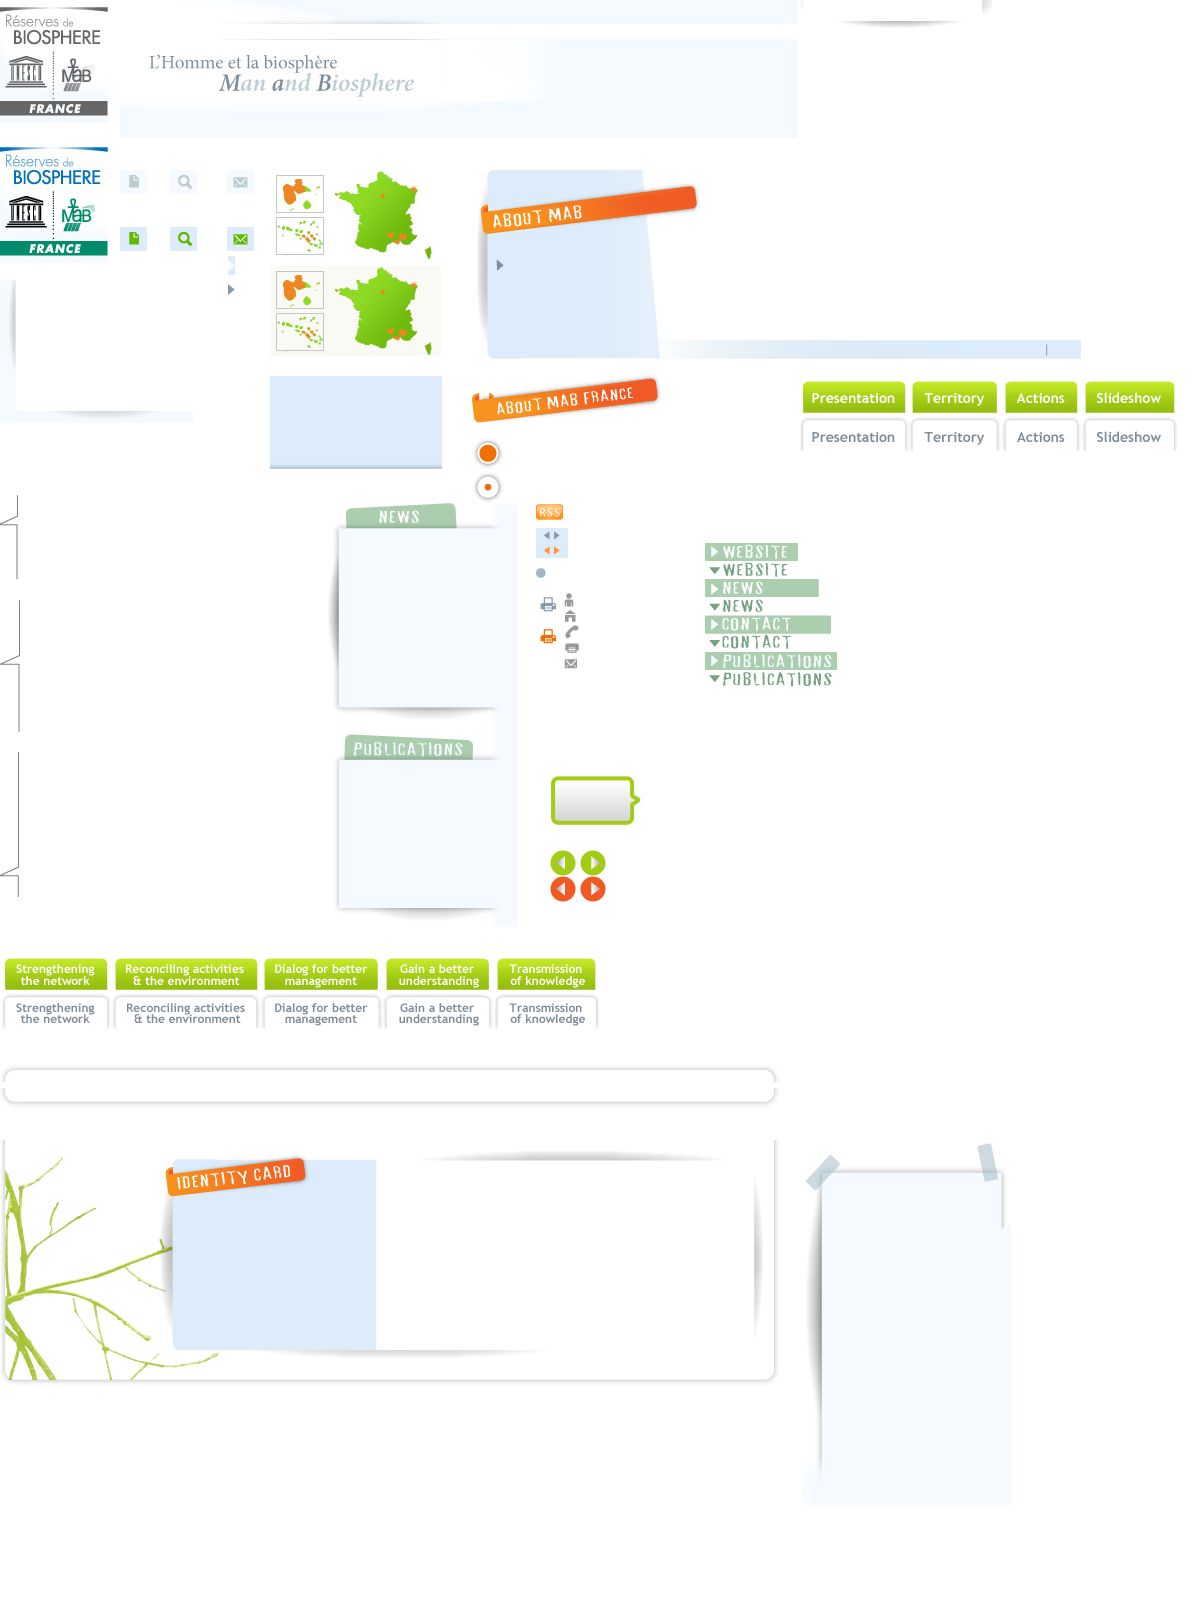 Réserves de
BIOSPHERE
MAB
FRANCE
L'Homme et la biosphère
Man and Biosphere
Réserves de
BIOSPHERE
MAB
FRANCE
ABOUT MAB
ABOUT MAB FRANCE
Presentation Territory Actions Slideshow
Presentation Territory Actions Slideshow
NEWS
RSS
WEBSITE
WEBSITE
NEWS
NEWS
CONTACT
CONTACT
PUBLICATIONS
PUBLICATIONS
PUBLICATIONS
Strengthening the network
Reconciling activities & the environment
Dialog for better management
Gain a better understanding
Transmission of knowledge
Strengthening the network
Reconciling activities & the environment
Dialog for better management
Gain a better understanding
Transmission of knowledge
IDENTITY CARD